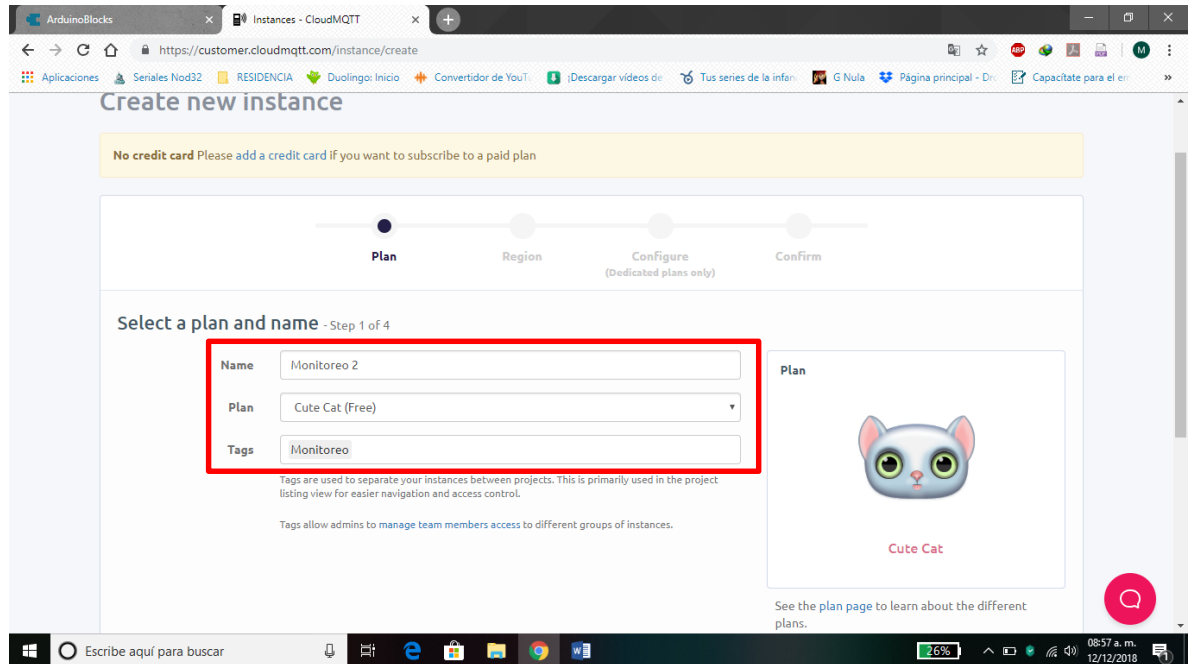 ArduinoBlocks
Instances - CloudMQTT
https://customer.cloudmqtt.com/instance/create
Aplicaciones Seriales Nod32 RESIDENCIA Duolingo: Inicio Convertidor de YouTu ¡Descargar vídeos de Tus series de la infan G Nula Página principal - Dro Capacítate para el em »
Create new instance
No credit card Please add a credit card if you want to subscribe to a paid plan
Plan Region Configure Confirm
(Dedicated plans only)
Select a plan and name - Step 1 of 4
Name Monitoreo 2
Plan Cute Cat (Free)
Tags Monitoreo
Tags are used to separate your instances between projects. This is primarily used in the project
listing view for easier navigation and access control.
Tags allow admins to manage team members access to different groups of instances.
Plan
Cute Cat
See the plan page to learn about the different
plans.
Escribe aquí para buscar
26%
08:57 a. m.
12/12/2018